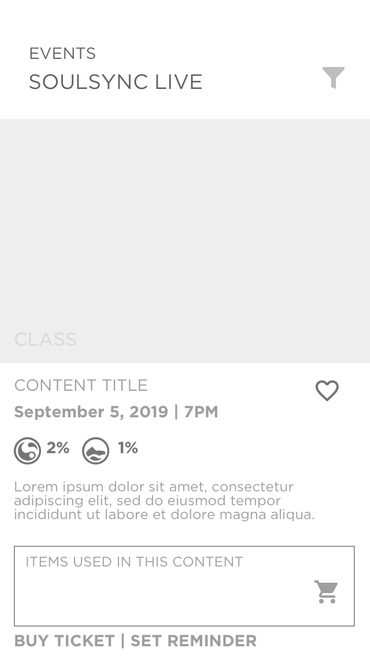 EVENTS
SOULSYNC LIVE
CLASS
CONTENT TITLE
September 5, 2019 | 7PM
2% 1%
Lorem ipsum dolor sit amet, consectetur
adipiscing elit, sed do eiusmod tempor
incididunt ut labore et dolore magna aliqua.
ITEMS USED IN THIS CONTENT
BUY TICKET | SET REMINDER